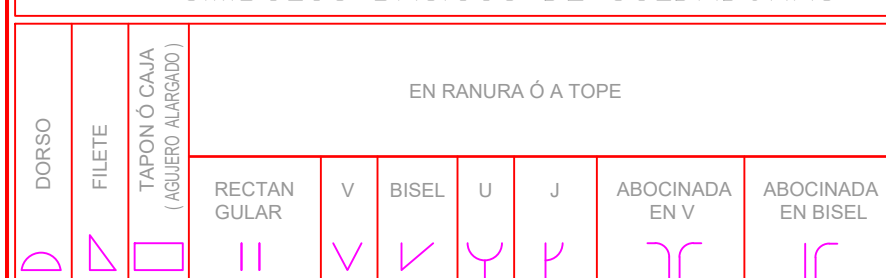 DORSO
FILETE
TAPON Ó CAJA
( AGUJERO ALARGADO )
EN RANURA Ó A TOPE
RECTAN
GULAR
V
BISEL
U
J
ABOCINADA
EN V
ABOCINADA
EN BISEL